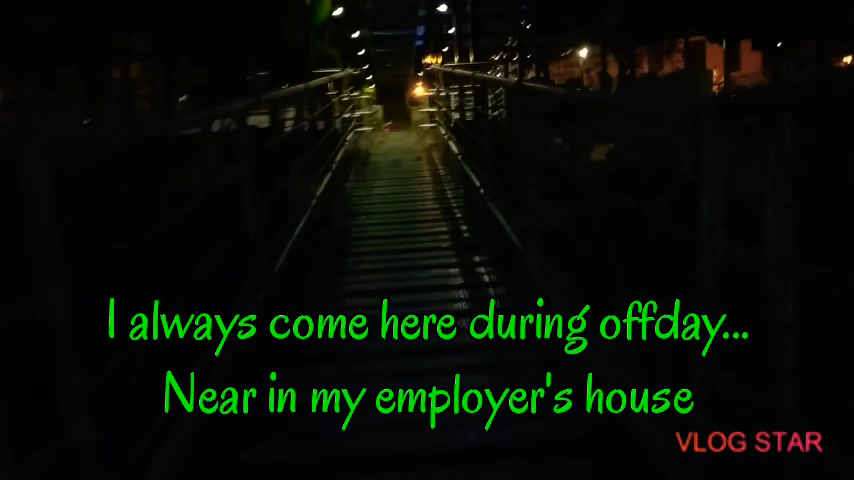 I always come here during offday...
Near in my employer's house
VLOG STAR